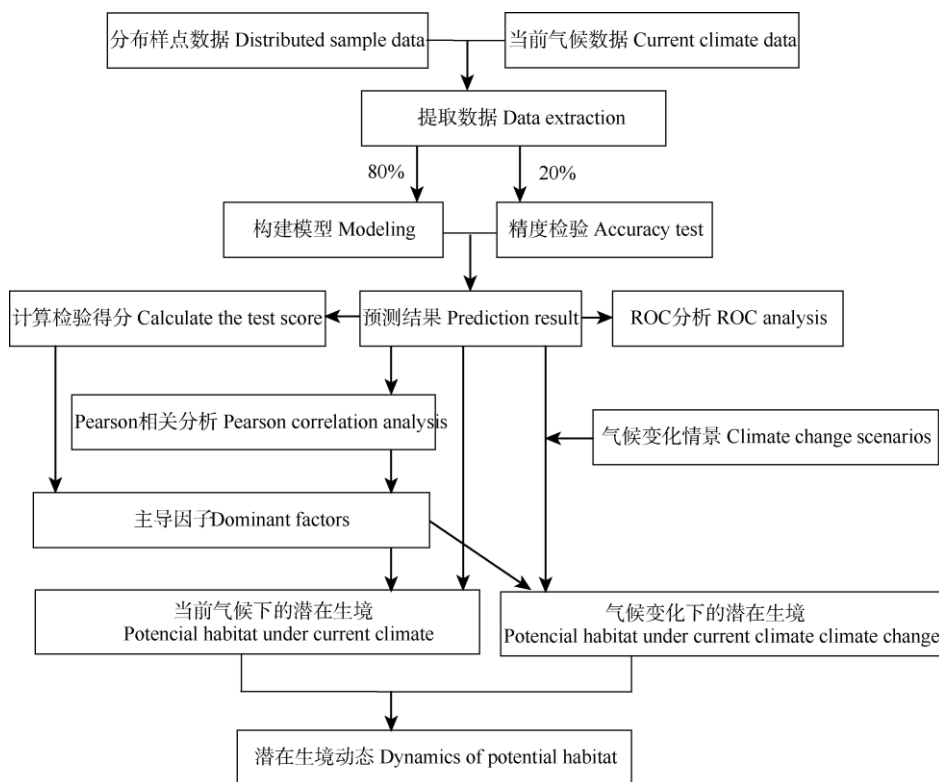 分布样点数据 Distributed sample data
当前气候数据 Current climate data
提取数据 Data extraction
80%
20%
构建模型 Modeling
精度检验 Accuracy test
计算检验得分 Calculate the test score
预测结果 Prediction result
ROC分析 ROC analysis
Pearson相关分析 Pearson correlation analysis
气候变化情景 Climate change scenarios
主导因子Dominant factors
当前气候下的潜在生境
Potencial habitat under current climate
气候变化下的潜在生境
Potencial habitat under current climate climate change
潜在生境动态 Dynamics of potential habitat